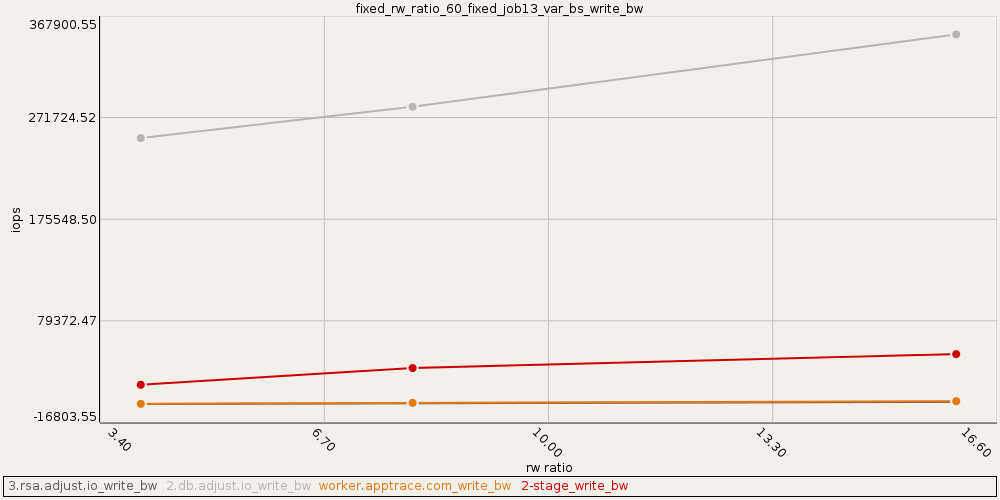 fixed_rw_ratio_60_fixed_job13_var_bs_write_bw
367900.55
271724.52
175548.50
79372.47
-16803.55
iops
3.40
6.70
10.00
13.30
16.60
rw ratio
3.rsa.adjust.io_write_bw 2.db.adjust.io_write_bw worker.apptrace.com_write_bw 2-stage_write_bw